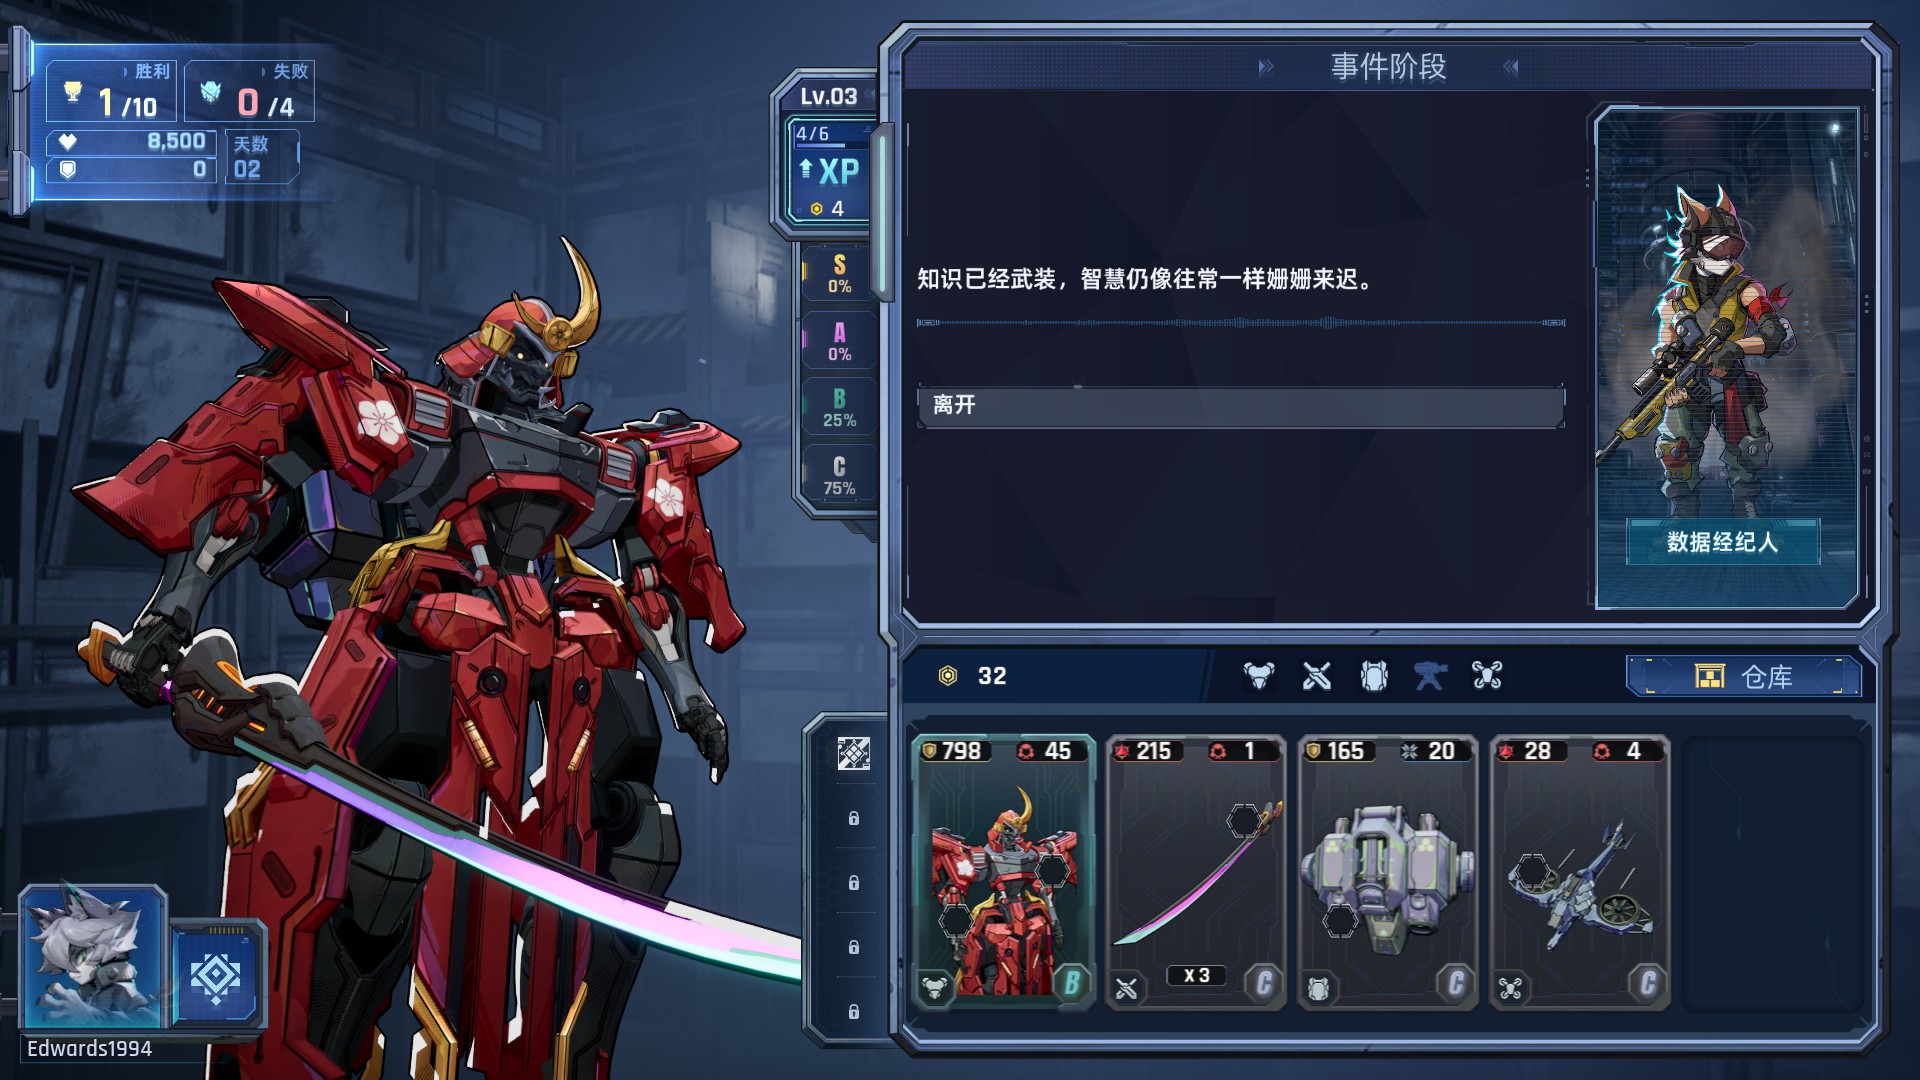 胜利
1/10
失败
0/4
8,500
0
天数
02
Lv.03
4/6
XP
4
S
0%
A
0%
B
25%
C
75%
事件阶段
知识已经武装，智慧仍像往常一样姗姗来迟。
离开
数据经纪人
32
仓库
798
45
B
215
1
X3
C
165
20
C
28
4
C
Edwards1994